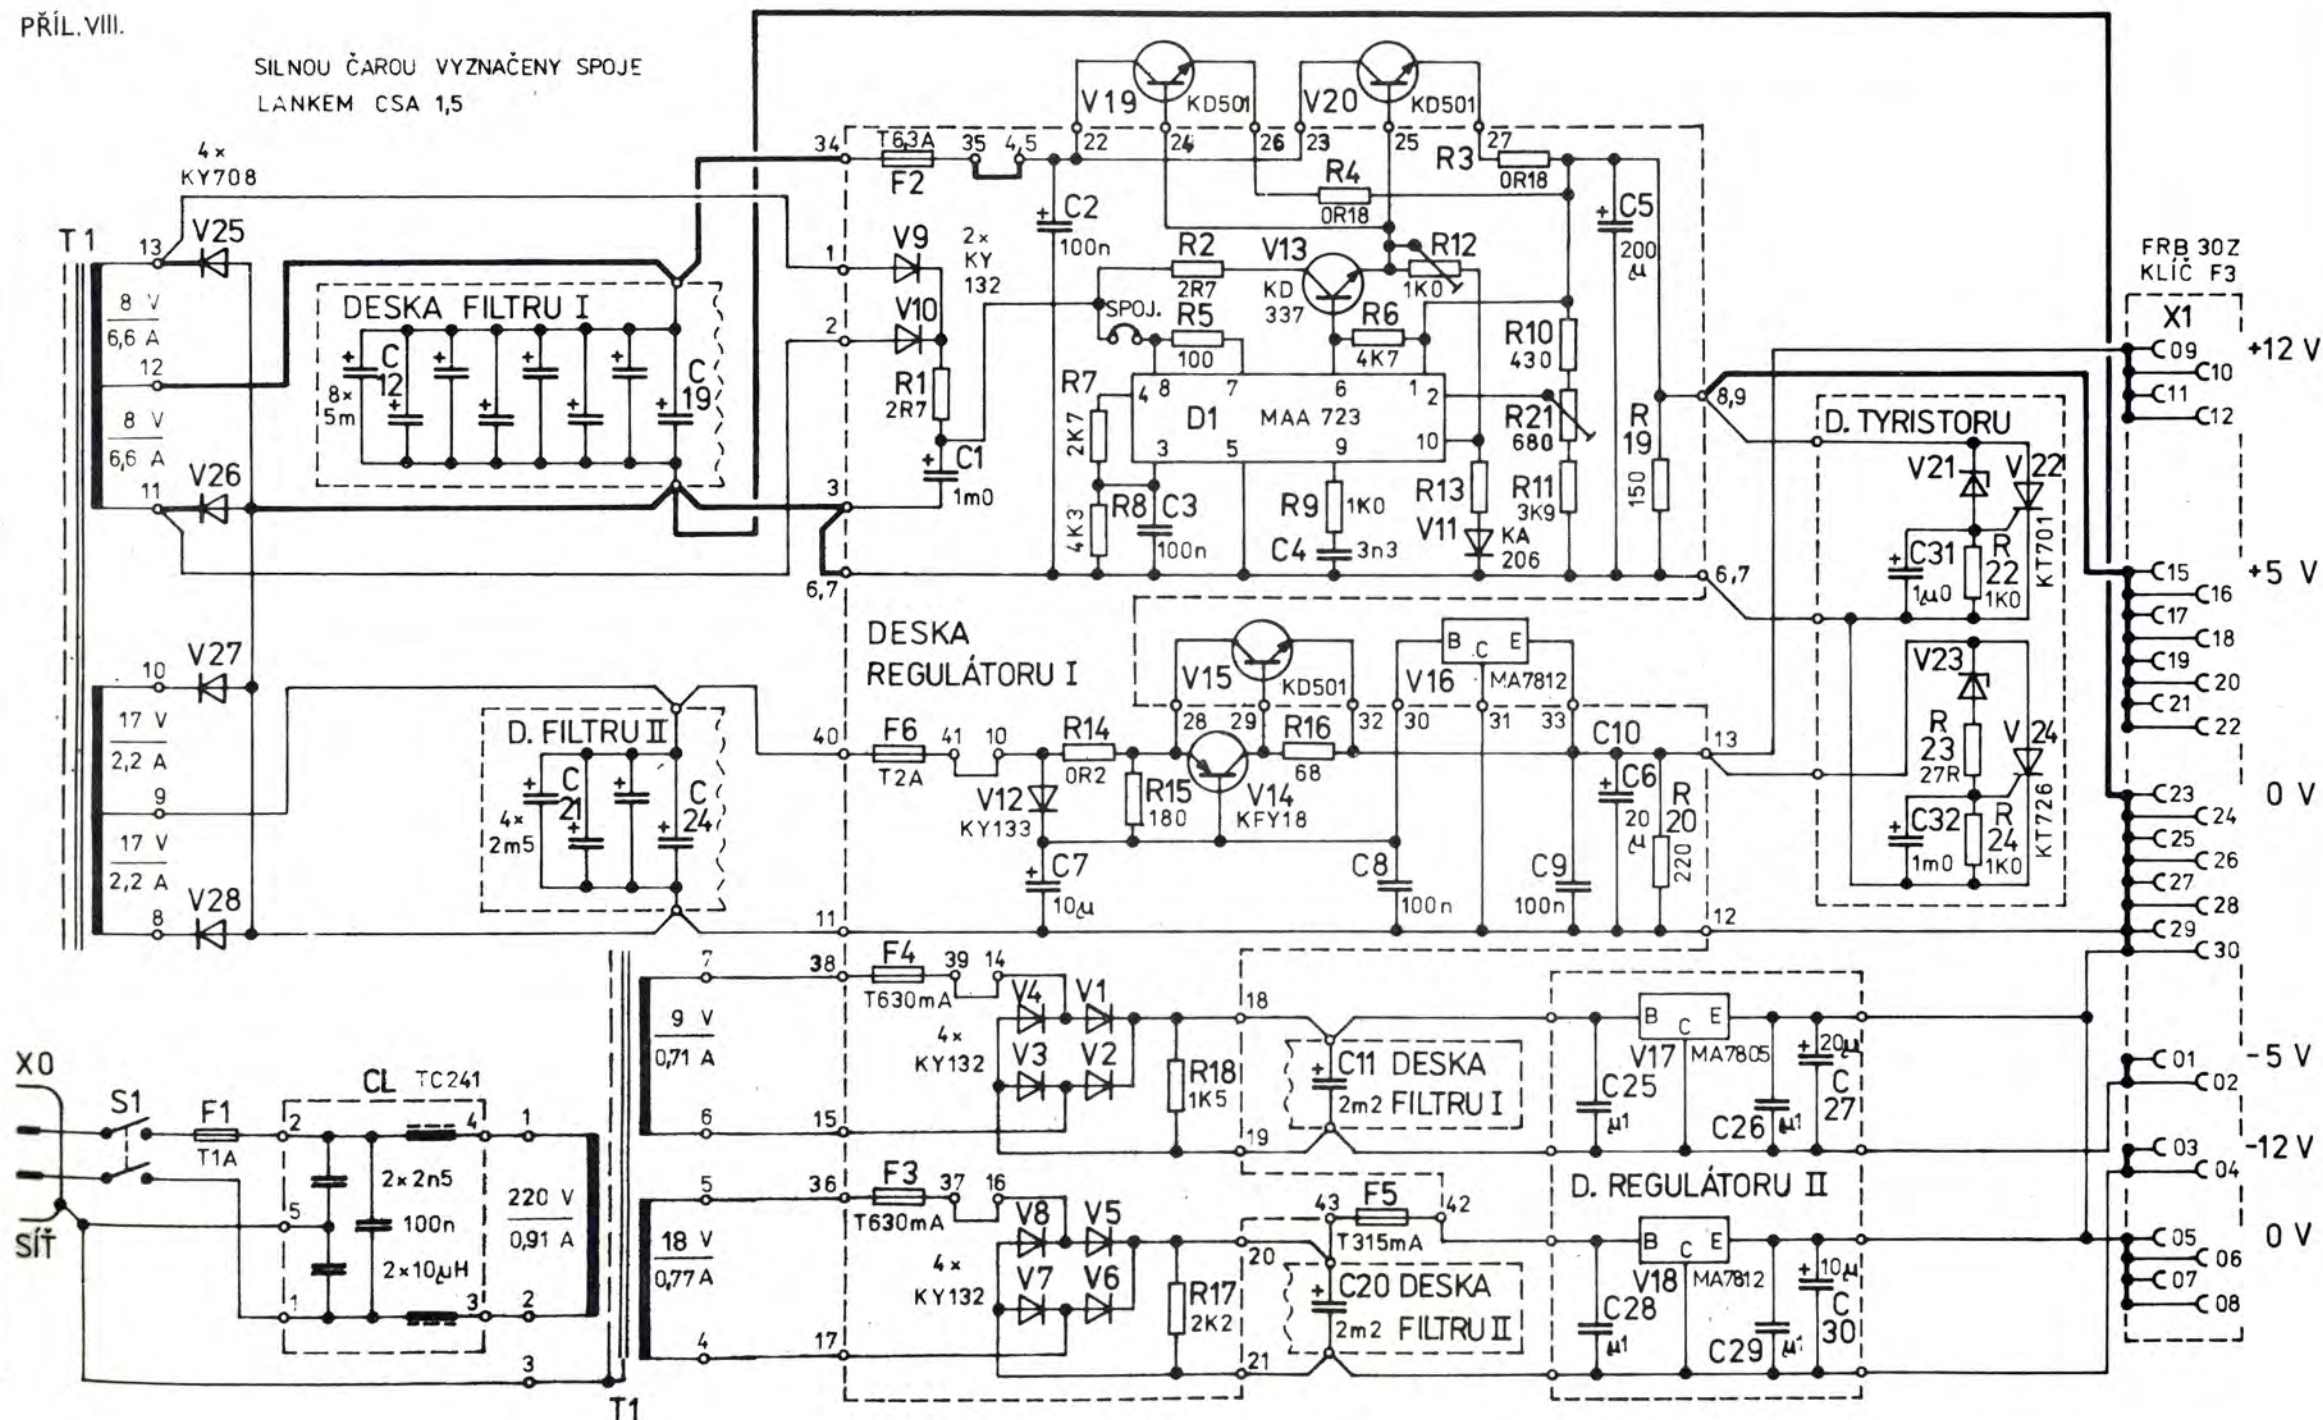 PŘÍL. VIII.
SILNOU ČAROU VYZNAČENY SPOJE
LANKEM CSA 1,5
4×
KY708
T1
13
V25
8 V
6,6 A
12
8 V
6,6 A
11
V26
10
V27
17 V
2,2 A
9
17 V
2,2 A
8
V28
DESKA FILTRU I
C
12
8×
5m
C
19
D. FILTRU II
C
21
4×
2m5
C
24
34
T6,3A
F2
35
4,5
V19
KD501
V20
KD501
22
24
26
23
25
27
R3
0R18
R4
0R18
C2
100n
C5
200
µ
1
V9
2×
KY
132
2
V10
R1
2R7
3
C1
1m0
6,7
R2
2R7
V13
KD
337
R12
1K0
SPOJ.
R5
100
R6
4K7
R10
430
R7
2K7
4
8
7
6
1
2
D1
MAA 723
10
3
5
9
R21
680
R
19
150
8,9
R8
4K3
C3
100n
R9
1K0
C4
3n3
R13
V11
KA
206
R11
3K9
6,7
DESKA
REGULÁTORU I
V15
KD501
V16
B
C
E
MA7812
28
29
32
30
31
33
40
F6
T2A
41
10
R14
0R2
R16
68
V12
KY133
R15
180
V14
KFY18
C10
C6
20
µ
R
20
220
13
C7
10µ
C8
100n
C9
100n
11
12
D. TYRISTORU
V21
V
22
C31
1µ0
R
22
1K0
KT701
V23
R
23
27R
V
24
C32
1m0
R
24
1K0
KT726
FRB 30Z
KLÍČ F3
X1
C09
+12 V
C10
C11
C12
C15
+5 V
C16
C17
C18
C19
C20
C21
C22
C23
0 V
C24
C25
C26
C27
C28
C29
C30
C01
-5 V
C02
C03
-12 V
C04
C05
0 V
C06
C07
C08
7
38
F4
T630mA
39
14
V4
V1
V3
V2
4×
KY132
9 V
0,71 A
6
15
R18
1K5
18
19
C11 DESKA
2m2 FILTRU I
B
C
E
V17
MA7805
C25
µ1
C26
µ1
20µ
C
27
D. REGULÁTORU II
5
36
F3
T630mA
37
16
V8
V5
V7
V6
4×
KY132
18 V
0,77A
4
17
R17
2K2
20
21
43
F5
42
T315mA
C20 DESKA
2m2 FILTRU II
B
C
E
V18
MA7812
C28
µ1
C29
µ1
10µ
C
30
X0
SÍŤ
S1
F1
T1A
CL
TC241
2
4
1
2×2n5
5
100n
2×10µH
1
3
2
220 V
0,91 A
3
T1